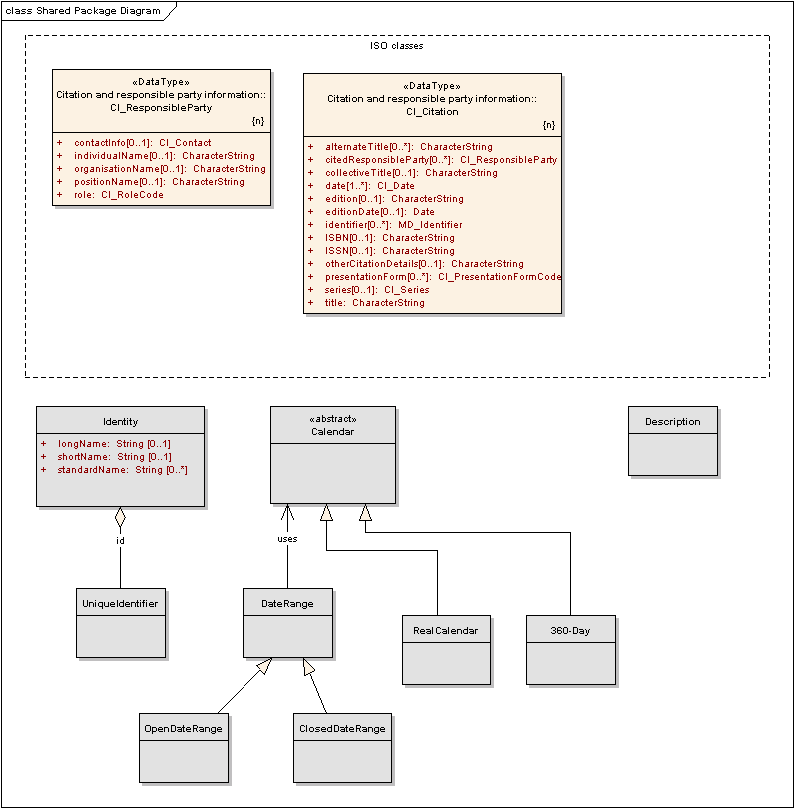 class Shared Package Diagram
ISO classes
«DataType»
Citation and responsible party information::
CI_ResponsibleParty
{n}
+ contactInfo[0..1]: CI_Contact
+ individualName[0..1]: CharacterString
+ organisationName[0..1]: CharacterString
+ positionName[0..1]: CharacterString
+ role: CI_RoleCode
«DataType»
Citation and responsible party information::
CI_Citation
{n}
+ alternateTitle[0..*]: CharacterString
+ citedResponsibleParty[0..*]: CI_ResponsibleParty
+ collectiveTitle[0..1]: CharacterString
+ date[1..*]: CI_Date
+ edition[0..1]: CharacterString
+ editionDate[0..1]: Date
+ identifier[0..*]: MD_Identifier
+ ISBN[0..1]: CharacterString
+ ISSN[0..1]: CharacterString
+ otherCitationDetails[0..1]: CharacterString
+ presentationForm[0..*]: CI_PresentationFormCode
+ series[0..1]: CI_Series
+ title: CharacterString
Identity
+ longName: String [0..1]
+ shortName: String [0..1]
+ standardName: String [0..*]
«abstract»
Calendar
Description
id
uses
UniqueIdentifier
DateRange
RealCalendar
360-Day
OpenDateRange
ClosedDateRange